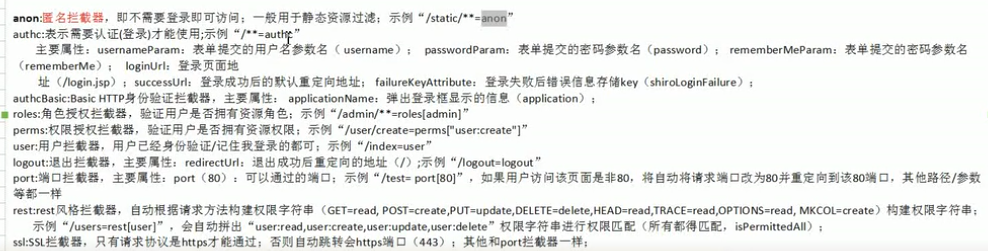 anon:匿名拦截器，即不需要登录即可访问；一般用于静态资源过滤；示例“/static/**=anon”
authc:表示需要认证(登录)才能使用;示例“/**=authc”
主要属性：usernameParam：表单提交的用户名参数名（ username）； passwordParam：表单提交的密码参数名（password）； rememberMeParam：表单提交的密码参数名
（rememberMe）； loginUrl：登录页面地
址（/login.jsp）；successUrl：登录成功后的默认重定向地址； failureKeyAttribute：登录失败后错误信息存储key（shiroLoginFailure）；
authcBasic:Basic HTTP身份验证拦截器，主要属性： applicationName：弹出登录框显示的信息（application）；
roles:角色授权拦截器，验证用户是否拥有资源角色；示例“/admin/**=roles[admin]”
perms:权限授权拦截器，验证用户是否拥有资源权限；示例“/user/create=perms["user:create"]”
user:用户拦截器，用户已经身份验证/记住我登录的都可；示例“/index=user”
logout:退出拦截器，主要属性：redirectUrl：退出成功后重定向的地址（/）;示例“/logout=logout”
port:端口拦截器，主要属性：port（80）：可以通过的端口；示例“/test= port[80]”，如果用户访问该页面是非80，将自动将请求端口改为80并重定向到该80端口，其他路径/参数
等都一样
rest:rest风格拦截器，自动根据请求方法构建权限字符串（GET=read, POST=create,PUT=update,DELETE=delete,HEAD=read,TRACE=read,OPTIONS=read, MKCOL=create）构建权限字符串；
示例“/users=rest[user]”，会自动拼出“user:read,user:create,user:update,user:delete”权限字符串进行权限匹配（所有都得匹配，isPermittedAll）；
ssl:SSL拦截器，只有请求协议是https才能通过；否则自动跳转会https端口（443）；其他和port拦截器一样；